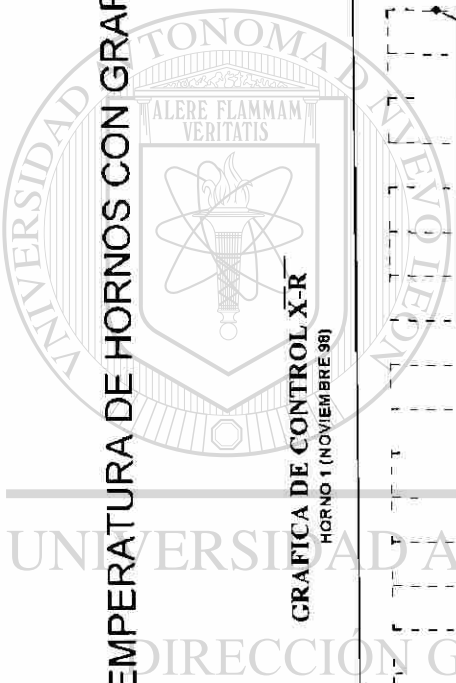 EMPERATURA DE HORNOS CON GRAF
GRAFICA DE CONTROL X-R
HORNO 1 (NOVIEMBRE 98)
ALERE FLAMMAM
VERITATIS
UNIVERSIDAD A
DIRECCIÓN G